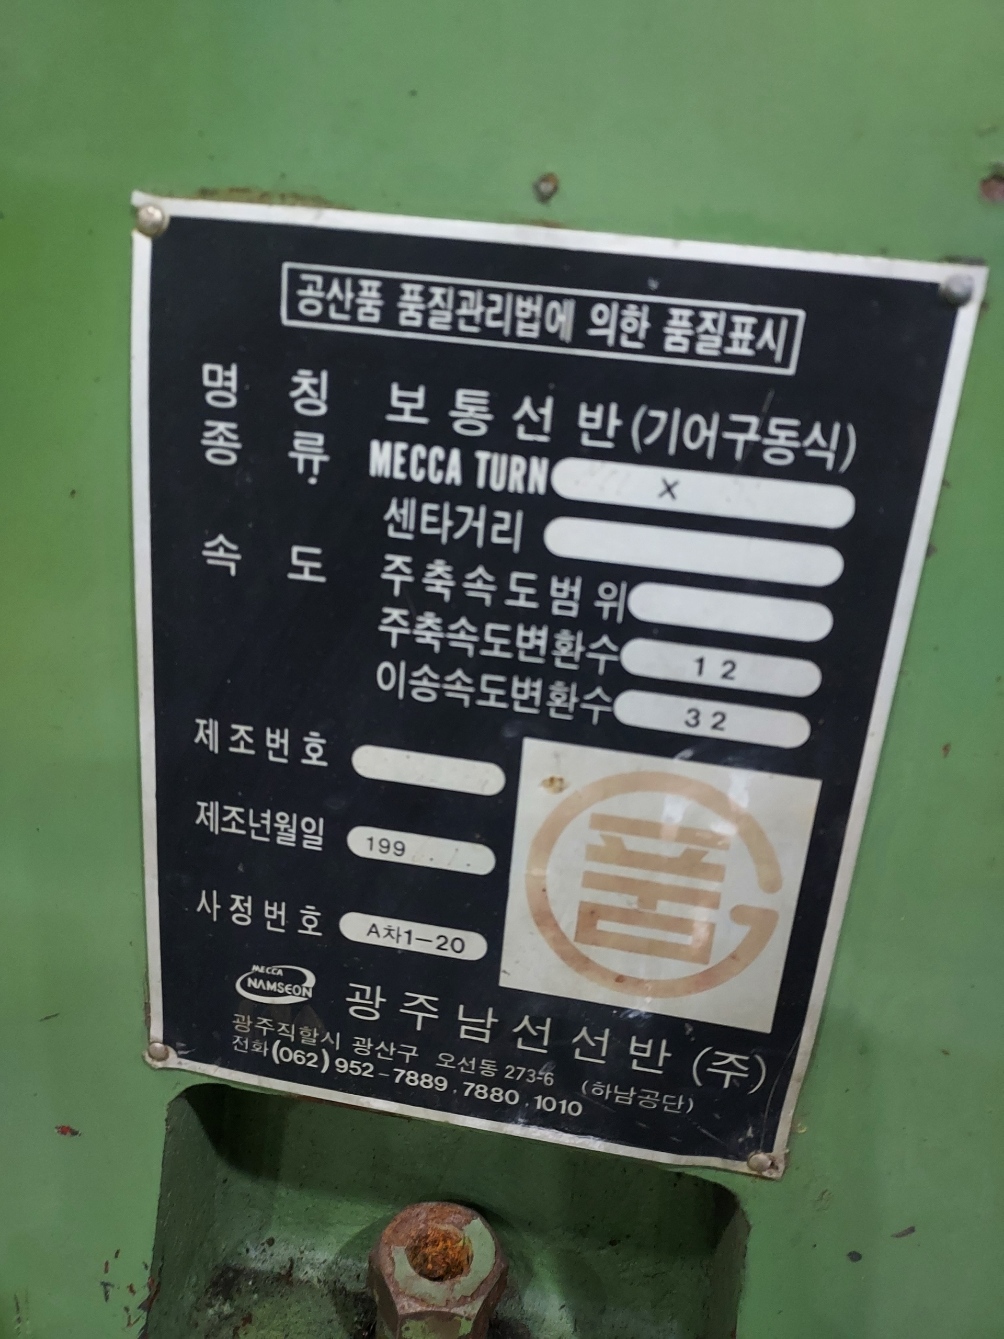 공산품 품질관리법에 의한 품질표시
명 칭 보통선반(기어구동식)
종 류 MECCA TURN X
센타거리
속 도 주축속도범위
주축속도변환수 12
이송속도변환수 32
제조번호
제조년월일 199 . .
사정번호 A차1-20
품
MECCA NAMSEON 광주남선선반(주)
광주직할시 광산구 오선동 273-6 (하남공단)
전화(062)952-7889.7880.1010